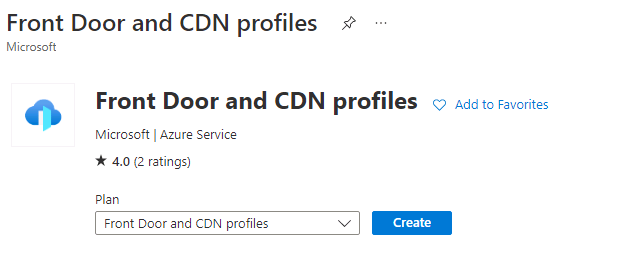 Front Door and CDN profiles
Microsoft
Front Door and CDN profiles
Add to Favorites
Microsoft | Azure Service
★ 4.0 (2 ratings)
Plan
Front Door and CDN profiles
Create